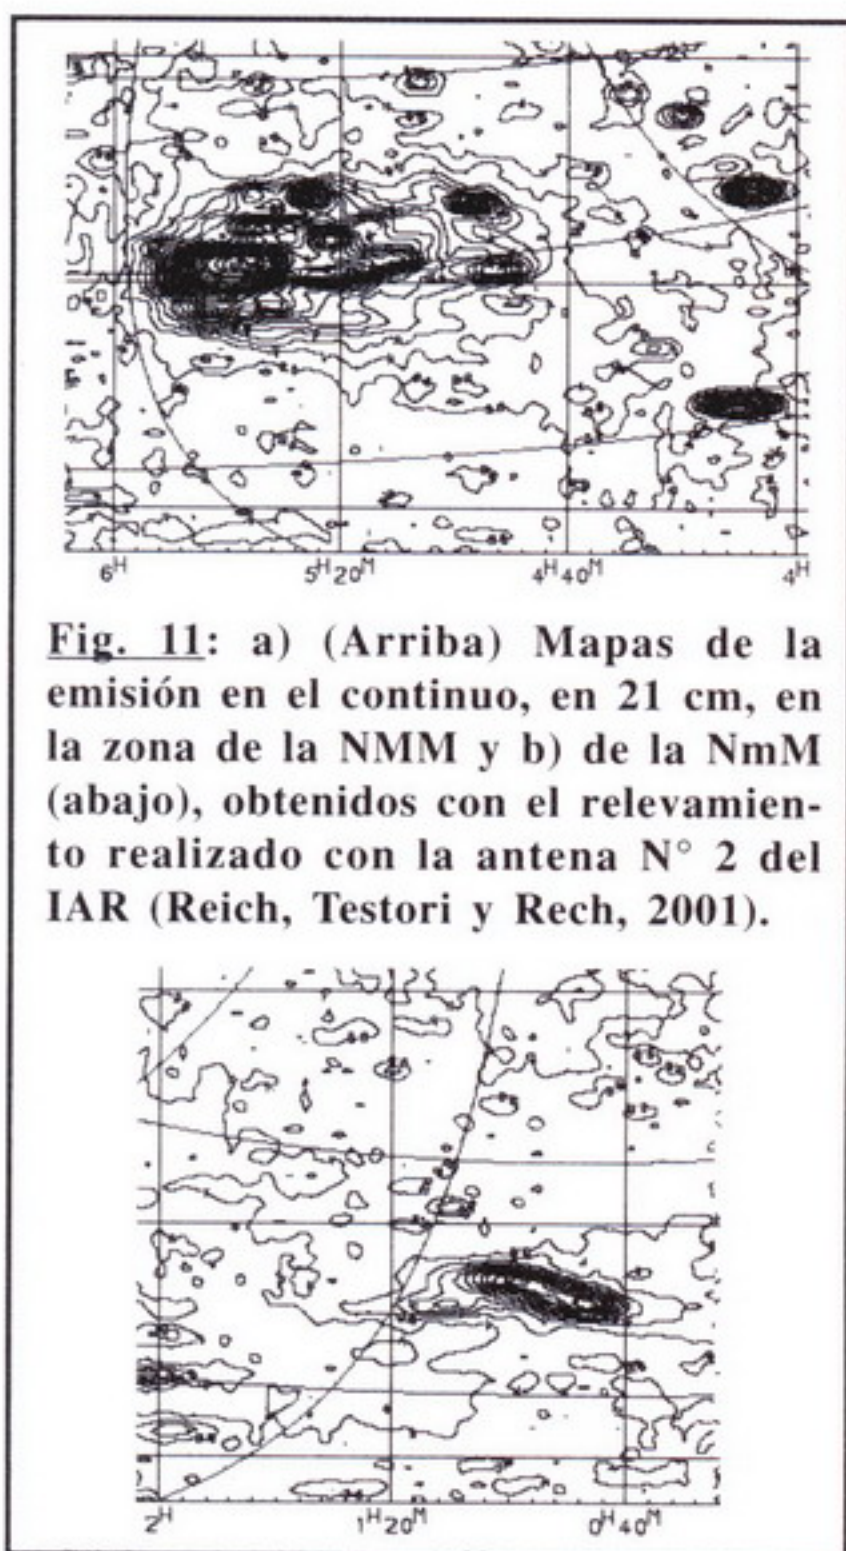 6H 5H20M 4H40M 4H
Fig. 11: a) (Arriba) Mapas de la
emisión en el continuo, en 21 cm, en
la zona de la NMM y b) de la NmM
(abajo), obtenidos con el relevamien-
to realizado con la antena N° 2 del
IAR (Reich, Testori y Rech, 2001).
2H 1H20M 0H40M